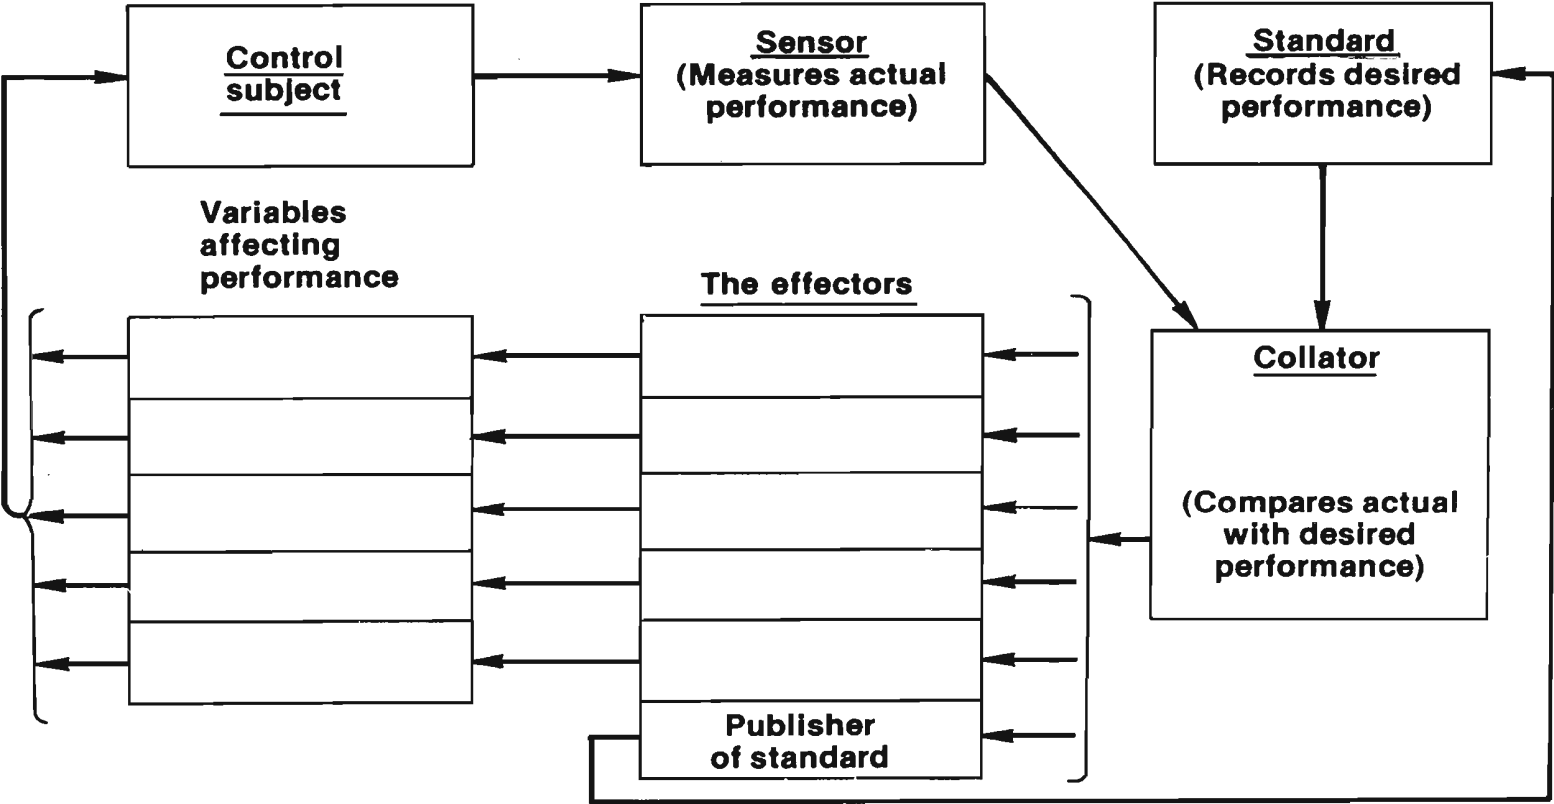 Control
subject
Sensor
(Measures actual
performance)
Standard
(Records desired
performance)
Variables
affecting
performance
The effectors
Collator
(Compares actual
with desired
performance)
Publisher
of standard